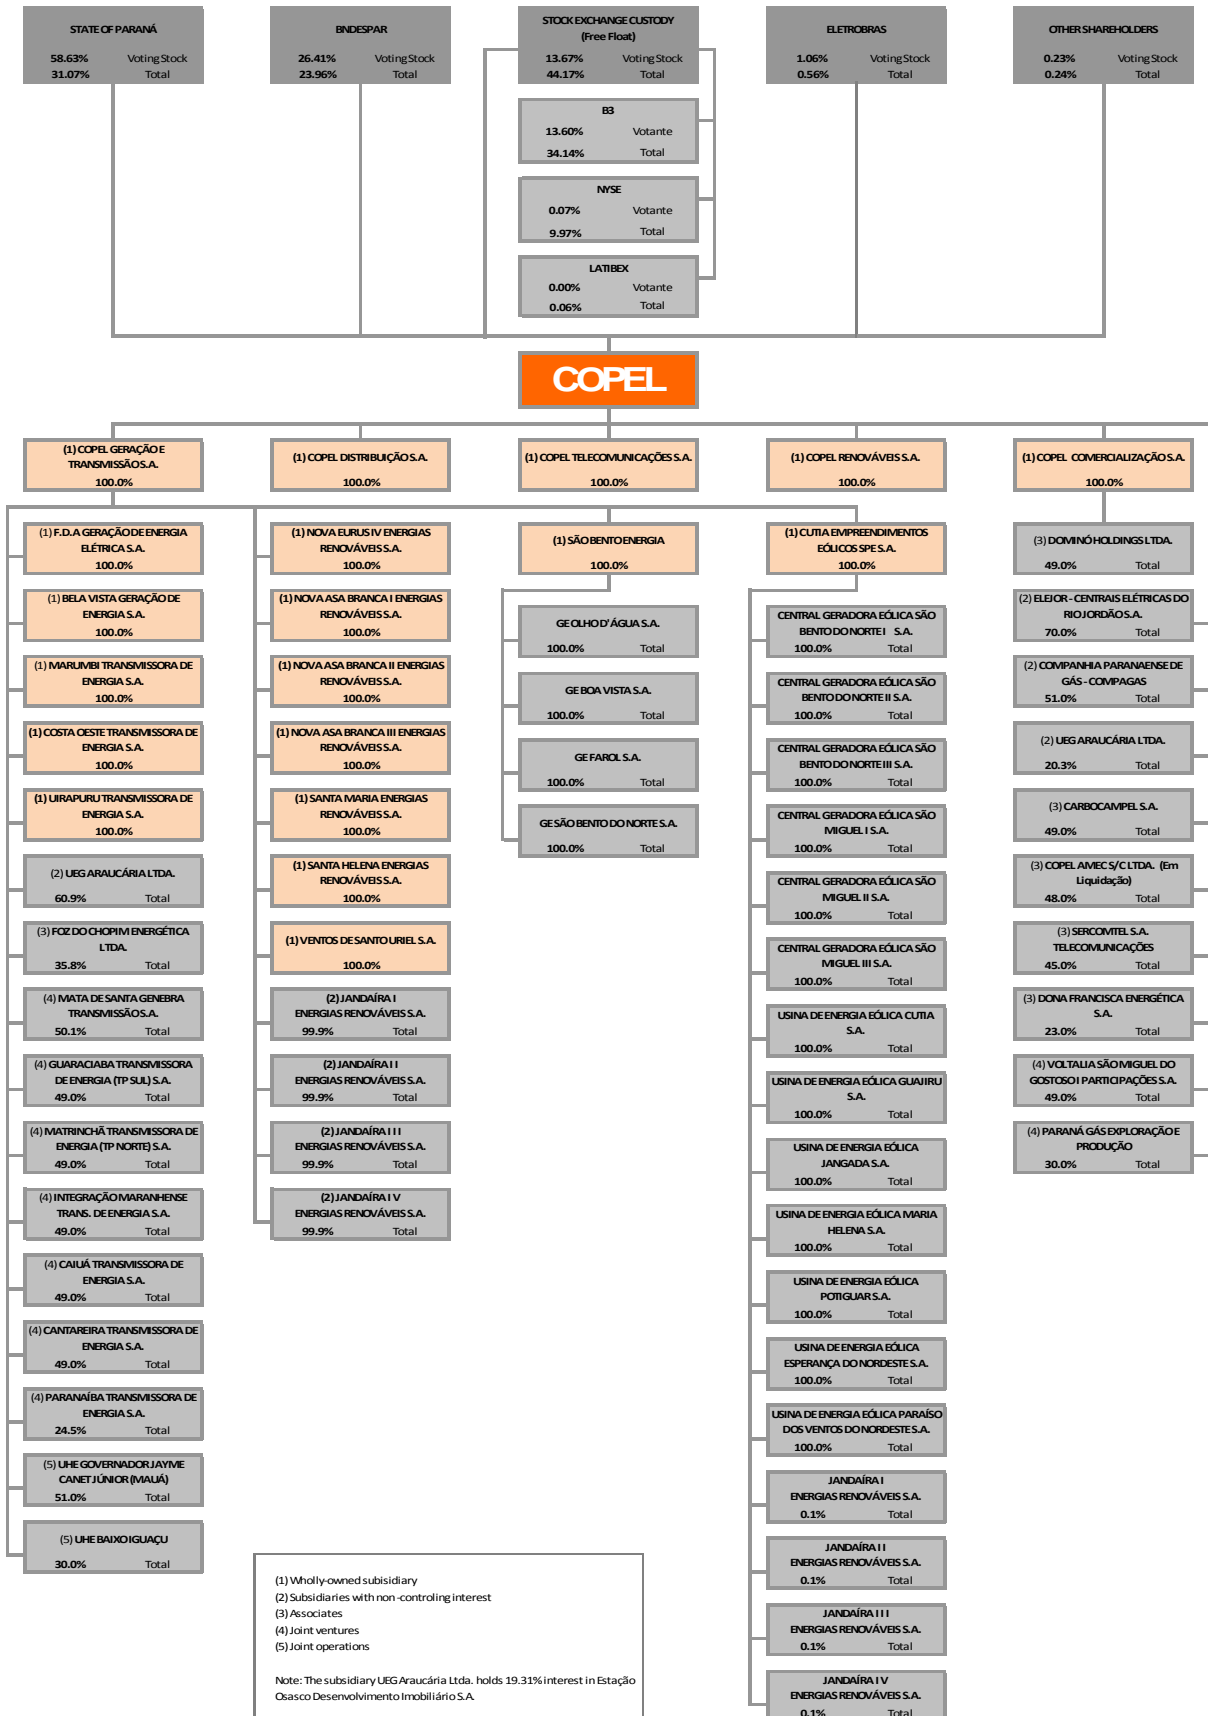 STATE OF PARANÁ
58.63% Voting Stock
31.07% Total
BNDESPAR
26.41% Voting Stock
23.96% Total
STOCK EXCHANGE CUSTODY
(Free Float)
13.67% Voting Stock
44.17% Total
ELETROBRAS
1.06% Voting Stock
0.56% Total
OTHER SHAREHOLDERS
0.23% Voting Stock
0.24% Total
B3
13.60% Votante
34.14% Total
NYSE
0.07% Votante
9.97% Total
LATIBEX
0.00% Votante
0.06% Total
COPEL
(1) COPEL GERAÇÃO E
TRANSMISSÃO S.A.
100.0%
(1) COPEL DISTRIBUIÇÃO S.A.
100.0%
(1) COPEL TELECOMUNICAÇÕES S.A.
100.0%
(1) COPEL RENOVÁVEIS S.A.
100.0%
(1) COPEL COMERCIALIZAÇÃO S.A.
100.0%
(1) F.D.A GERAÇÃO DE ENERGIA
ELÉTRICA S.A.
100.0%
(1) BELA VISTA GERAÇÃO DE
ENERGIA S.A.
100.0%
(1) MARUMBI TRANSMISSORA DE
ENERGIA S.A.
100.0%
(1) COSTA OESTE TRANSMISSORA DE
ENERGIA S.A.
100.0%
(1) UIRAPURU TRANSMISSORA DE
ENERGIA S.A.
100.0%
(2) UEG ARAUCÁRIA LTDA.
60.9% Total
(3) FOZ DO CHOPIM ENERGÉTICA
LTDA.
35.8% Total
(4) MATA DE SANTA GENEBRA
TRANSMISSÃO S.A.
50.1% Total
(4) GUARACIABA TRANSMISSORA
DE ENERGIA (TP SUL) S.A.
49.0% Total
(4) MATRINCHÃ TRANSMISSORA DE
ENERGIA (TP NORTE) S.A.
49.0% Total
(4) INTEGRAÇÃO MARANHENSE
TRANS. DE ENERGIA S.A.
49.0% Total
(4) CAIUÁ TRANSMISSORA DE
ENERGIA S.A.
49.0% Total
(4) CANTAREIRA TRANSMISSORA DE
ENERGIA S.A.
49.0% Total
(4) PARANAÍBA TRANSMISSORA DE
ENERGIA S.A.
24.5% Total
(5) UHE GOVERNADOR JAYME
CANET JÚNIOR (MAUÁ)
51.0% Total
(5) UHE BAIXO IGUAÇU
30.0% Total
(1) NOVA EURUS IV ENERGIAS
RENOVÁVEIS S.A.
100.0%
(1) NOVA ASA BRANCA I ENERGIAS
RENOVÁVEIS S.A.
100.0%
(1) NOVA ASA BRANCA II ENERGIAS
RENOVÁVEIS S.A.
100.0%
(1) NOVA ASA BRANCA III ENERGIAS
RENOVÁVEIS S.A.
100.0%
(1) SANTA MARIA ENERGIAS
RENOVÁVEIS S.A.
100.0%
(1) SANTA HELENA ENERGIAS
RENOVÁVEIS S.A.
100.0%
(1) VENTOS DE SANTO URIEL S.A.
100.0%
(2) JANDAÍRA I
ENERGIAS RENOVÁVEIS S.A.
99.9% Total
(2) JANDAÍRA II
ENERGIAS RENOVÁVEIS S.A.
99.9% Total
(2) JANDAÍRA III
ENERGIAS RENOVÁVEIS S.A.
99.9% Total
(2) JANDAÍRA IV
ENERGIAS RENOVÁVEIS S.A.
99.9% Total
(1) SÃO BENTO ENERGIA
100.0%
GE OLHO D'ÁGUA S.A.
100.0% Total
GE BOA VISTA S.A.
100.0% Total
GE FAROL S.A.
100.0% Total
GE SÃO BENTO DO NORTE S.A.
100.0% Total
(1) CUTIA EMPREENDIMENTOS
EÓLICOS SPE S.A.
100.0%
CENTRAL GERADORA EÓLICA SÃO
BENTO DO NORTE I S.A.
100.0% Total
CENTRAL GERADORA EÓLICA SÃO
BENTO DO NORTE II S.A.
100.0% Total
CENTRAL GERADORA EÓLICA SÃO
BENTO DO NORTE III S.A.
100.0% Total
CENTRAL GERADORA EÓLICA SÃO
MIGUEL I S.A.
100.0% Total
CENTRAL GERADORA EÓLICA SÃO
MIGUEL II S.A.
100.0% Total
CENTRAL GERADORA EÓLICA SÃO
MIGUEL III S.A.
100.0% Total
USINA DE ENERGIA EÓLICA CUTIA
S.A.
100.0% Total
USINA DE ENERGIA EÓLICA GUAJIRU
S.A.
100.0% Total
USINA DE ENERGIA EÓLICA
JANGADA S.A.
100.0% Total
USINA DE ENERGIA EÓLICA MARIA
HELENA S.A.
100.0% Total
USINA DE ENERGIA EÓLICA
POTIGUAR S.A.
100.0% Total
USINA DE ENERGIA EÓLICA
ESPERANÇA DO NORDESTE S.A.
100.0% Total
USINA DE ENERGIA EÓLICA PARAÍSO
DOS VENTOS DO NORDESTE S.A.
100.0% Total
JANDAÍRA I
ENERGIAS RENOVÁVEIS S.A.
0.1% Total
JANDAÍRA II
ENERGIAS RENOVÁVEIS S.A.
0.1% Total
JANDAÍRA III
ENERGIAS RENOVÁVEIS S.A.
0.1% Total
JANDAÍRA IV
ENERGIAS RENOVÁVEIS S.A.
0.1% Total
(3) DOMINÓ HOLDINGS LTDA.
49.0% Total
(2) ELEJOR - CENTRAIS ELÉTRICAS DO
RIO JORDÃO S.A.
70.0% Total
(2) COMPANHIA PARANAENSE DE
GÁS - COMPAGAS
51.0% Total
(2) UEG ARAUCÁRIA LTDA.
20.3% Total
(3) CARBOCAMPEL S.A.
49.0% Total
(3) COPEL AMEC S/C LTDA. (Em
Liquidação)
48.0% Total
(3) SERCOMTEL S.A.
TELECOMUNICAÇÕES
45.0% Total
(3) DONA FRANCISCA ENERGÉTICA
S.A.
23.0% Total
(4) VOLTALIA SÃO MIGUEL DO
GOSTOSO I PARTICIPAÇÕES S.A.
49.0% Total
(4) PARANÁ GÁS EXPLORAÇÃO E
PRODUÇÃO
30.0% Total
(1) Wholly-owned subisidiary
(2) Subsidiaries with non -controling interest
(3) Associates
(4) Joint ventures
(5) Joint operations
Note: The subsidiary UEG Araucária Ltda. holds 19.31% interest in Estação
Osasco Desenvolvimento Imobiliário S.A.